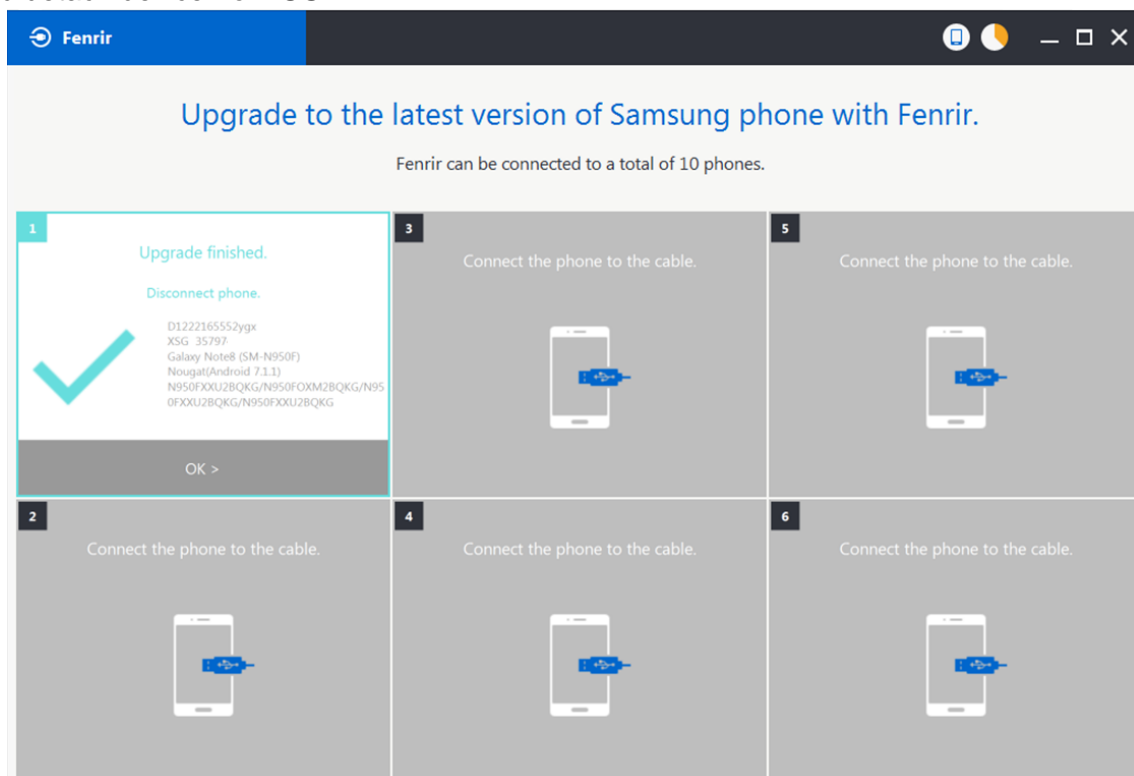 Fenrir
Upgrade to the latest version of Samsung phone with Fenrir.
Fenrir can be connected to a total of 10 phones.
1
Upgrade finished.
Disconnect phone.
D1222165552ygx
XSG 35797
Galaxy Note8 (SM-N950F)
Nougat(Android 7.1.1)
N950FXXU2BQKG/N950FOXM2BQKG/N95
0FXXU2BQKG/N950FXXU2BQKG
OK >
3
Connect the phone to the cable.
5
Connect the phone to the cable.
2
Connect the phone to the cable.
4
Connect the phone to the cable.
6
Connect the phone to the cable.